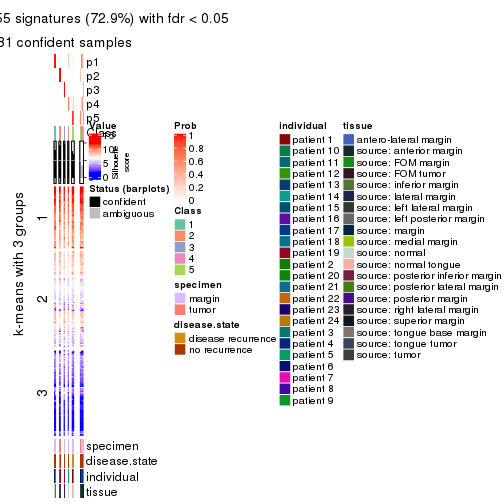 55 signatures (72.9%) with fdr < 0.05
31 confident samples
p1
p2
p3
p4
p5
Class
Silhouette score
k-means with 3 groups
1
2
3
specimen
disease.state
individual
tissue
Value
15
10
5
0
Status (barplots)
confident
ambiguous
Prob
1
0.8
0.6
0.4
0.2
0
Class
1
2
3
4
5
specimen
margin
tumor
disease.state
disease recurrence
no recurrence
individual
patient 1
patient 10
patient 11
patient 12
patient 13
patient 14
patient 15
patient 16
patient 17
patient 18
patient 19
patient 2
patient 20
patient 21
patient 22
patient 23
patient 24
patient 3
patient 4
patient 5
patient 6
patient 7
patient 8
patient 9
tissue
antero-lateral margin
source: anterior margin
source: FOM margin
source: FOM tumor
source: inferior margin
source: lateral margin
source: left lateral margin
source: left posterior margin
source: margin
source: medial margin
source: normal
source: normal tongue
source: posterior inferior margin
source: posterior lateral margin
source: posterior margin
source: right lateral margin
source: superior margin
source: tongue base margin
source: tongue tumor
source: tumor